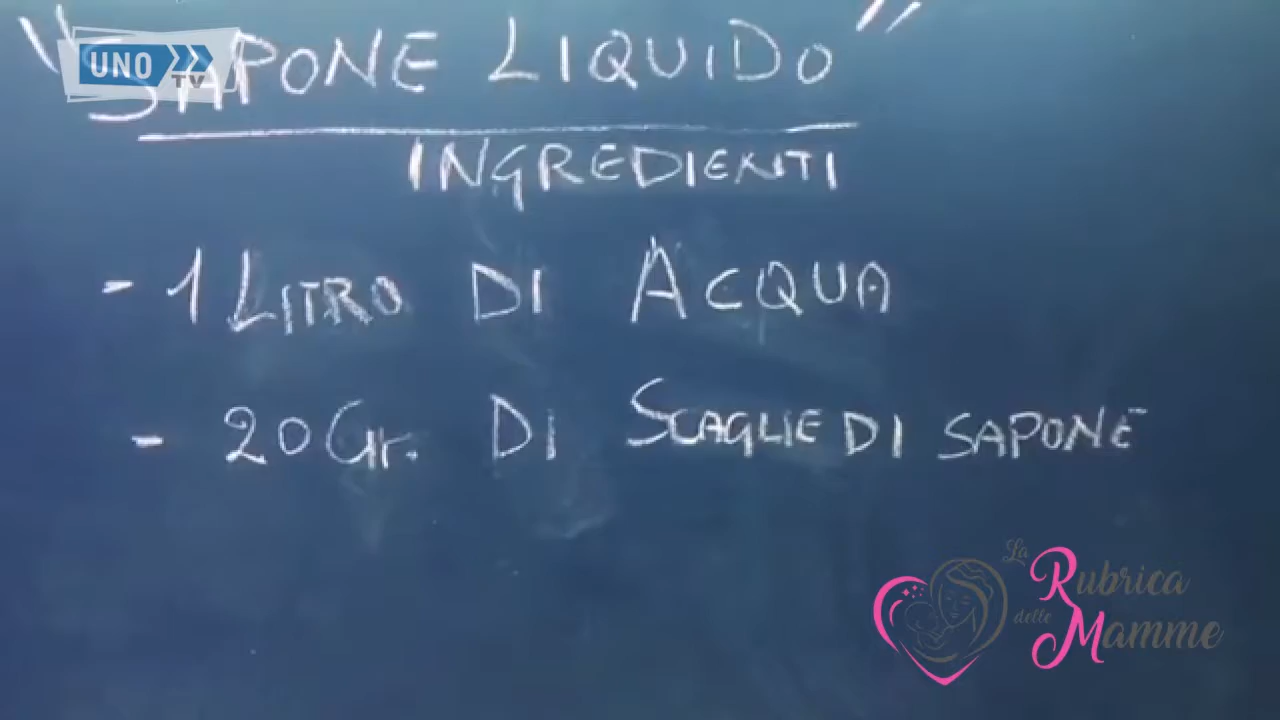 "SAPONE LIQUIDO"
UNO TV
INGREDIENTI
- 1 LITRO DI ACQUA
- 20 Gr. DI SCAGLIE DI SAPONE
La Rubrica
delle Mamme